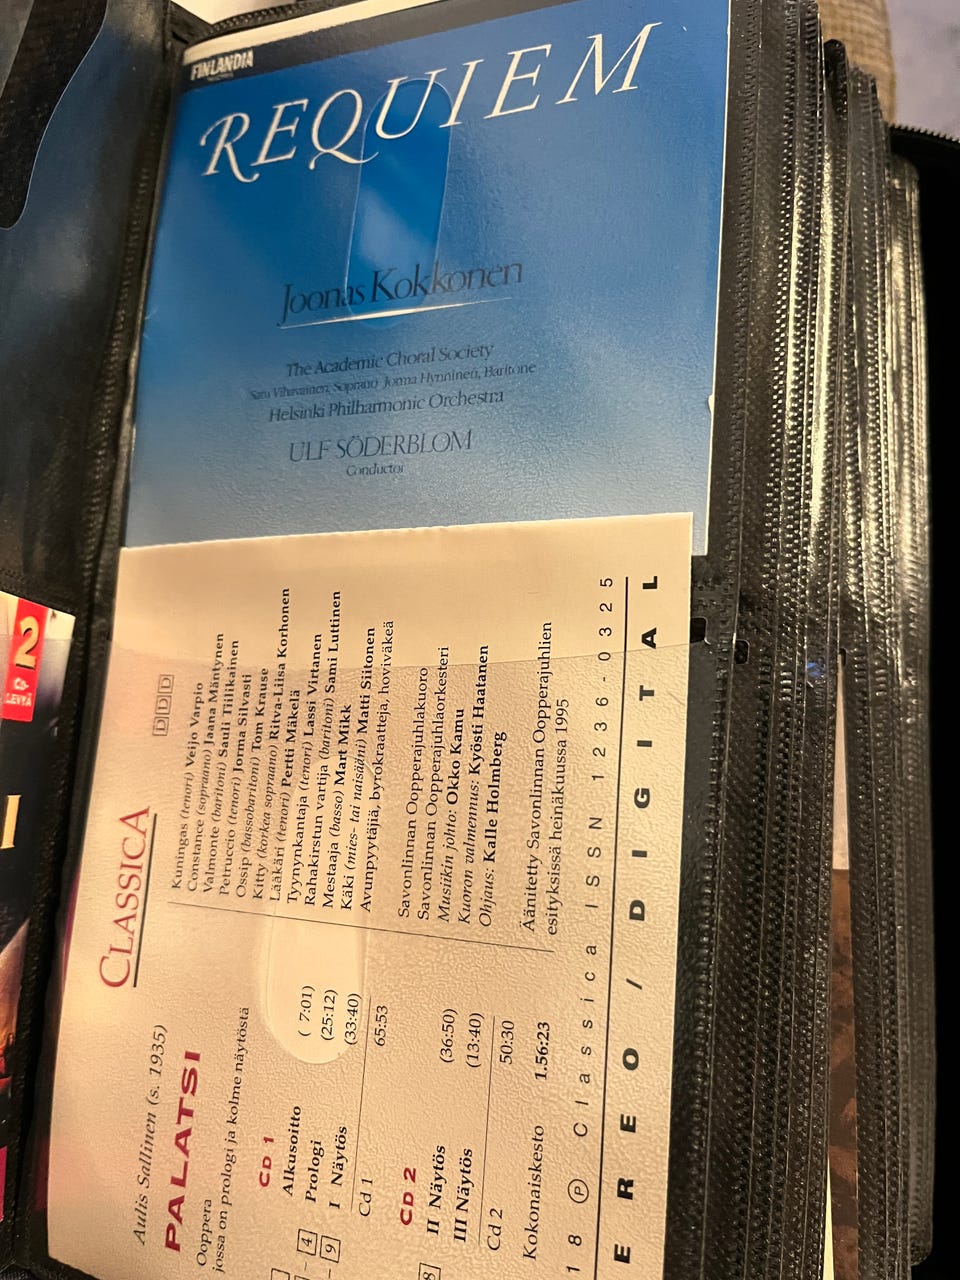 FINLANDIA
REQUIEM
Joonas Kokkonen
The Academic Choral Society
Satu Vihavainen, Soprano Jorma Hynninen, Baritone
Helsinki Philharmonic Orchestra
ULF SÖDERBLOM
Conductor
2
CD-
LEVYÄ
I
CLASSICA
DDD
Aulis Sallinen (s. 1935)
PALATSI
Ooppera
jossa on prologi ja kolme näytöstä
CD 1
Alkusoitto ( 7:01)
- 4 Prologi (25:12)
- 9 I Näytös (33:40)
Cd 1 65:53
CD 2
8 II Näytös (36:50)
III Näytös (13:40)
Cd 2 50:30
Kokonaiskesto 1.56:23
Kuningas (tenori) Veijo Varpio
Constance (sopraano) Jaana Mäntynen
Valmonte (baritoni) Sauli Tiilikainen
Petruccio (tenori) Jorma Silvasti
Ossip (bassobaritoni) Tom Krause
Kitty (korkea sopraano) Ritva-Liisa Korhonen
Lääkäri (tenori) Pertti Mäkelä
Tyynynkantaja (tenori) Lassi Virtanen
Rahakirstun vartija (baritoni) Sami Luttinen
Mestaaja (basso) Mart Mikk
Käki (mies- tai naisääni) Matti Siitonen
Avunpyytäjiä, byrokraatteja, hoviväkeä
Savonlinnan Oopperajuhlakuoro
Savonlinnan Oopperajuhlaorkesteri
Musiikin johto: Okko Kamu
Kuoron valmennus: Kyösti Haatanen
Ohjaus: Kalle Holmberg
Äänitetty Savonlinnan Oopperajuhlien
esityksissä heinäkuussa 1995
18 Ⓟ Classica ISSN 1236-0325
EREO / DIGITAL